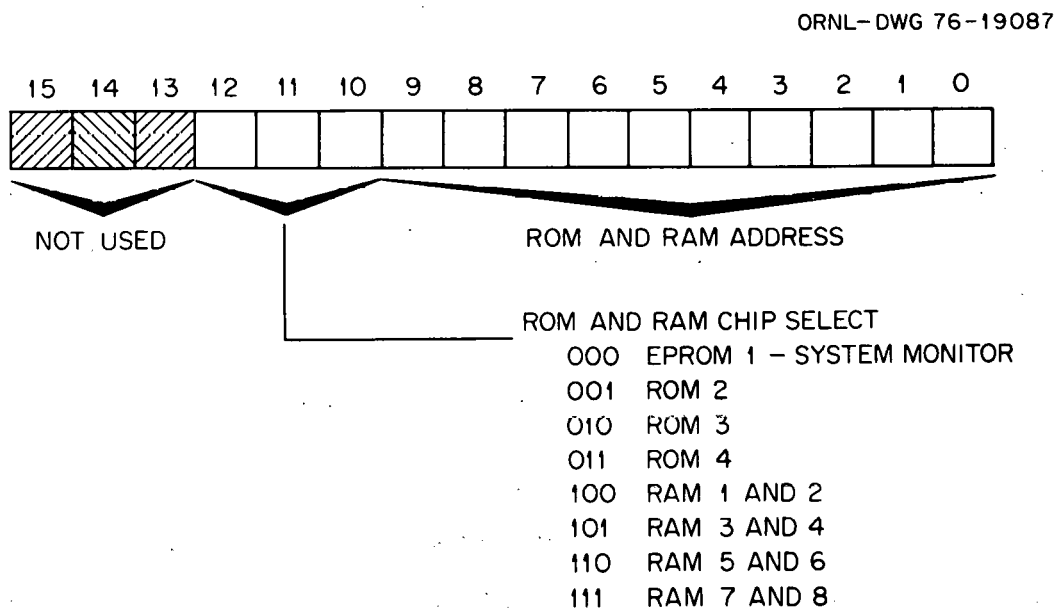 ORNL-DWG 76-19087
15 14 13 12 11 10 9 8 7 6 5 4 3 2 1 0
NOT USED
ROM AND RAM ADDRESS
ROM AND RAM CHIP SELECT
000 EPROM 1 - SYSTEM MONITOR
001 ROM 2
010 ROM 3
011 ROM 4
100 RAM 1 AND 2
101 RAM 3 AND 4
110 RAM 5 AND 6
111 RAM 7 AND 8